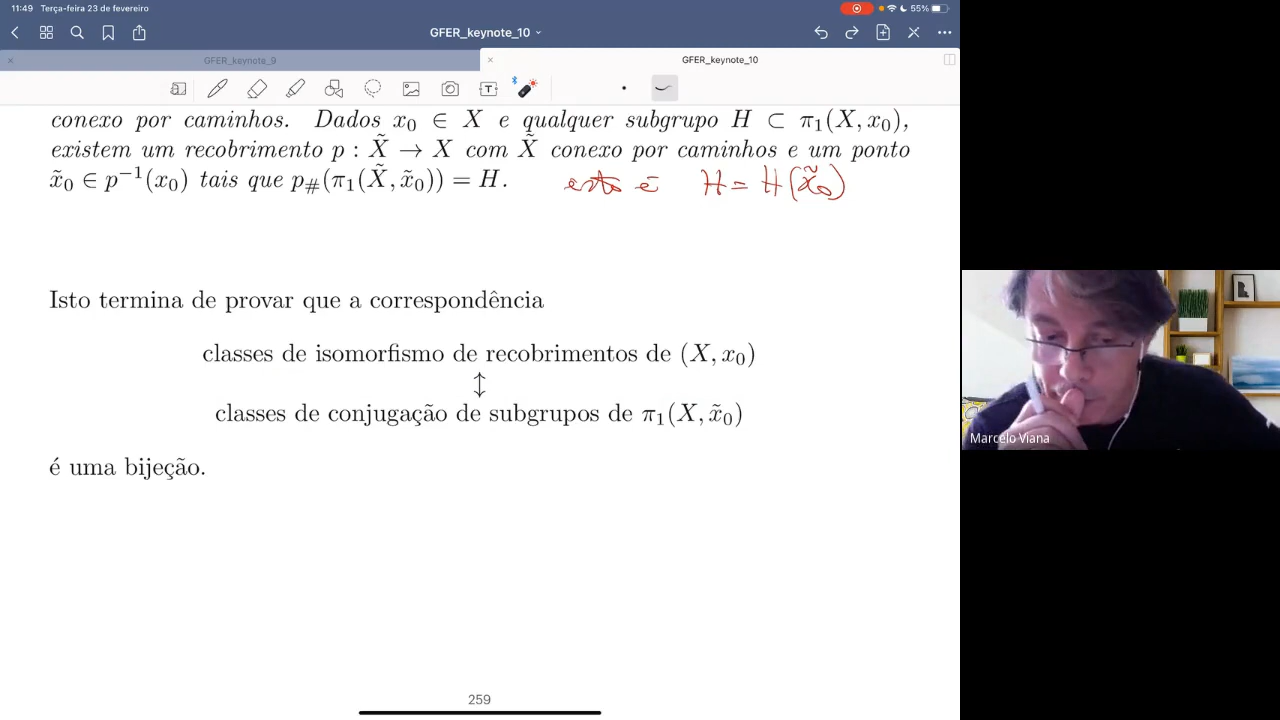 11:49 Terça-feira 23 de fevereiro 55%
GFER_keynote_10
GFER_keynote_9 GFER_keynote_10
conexo por caminhos. Dados x₀ ∈ X e qualquer subgrupo H ⊂ π₁(X, x₀),
existem um recobrimento p : X̃ → X com X̃ conexo por caminhos e um ponto
x̃₀ ∈ p⁻¹(x₀) tais que p_#(π₁(X̃, x̃₀)) = H. isto é H = H(x̃₀)
Isto termina de provar que a correspondência
classes de isomorfismo de recobrimentos de (X, x₀)
↕
classes de conjugação de subgrupos de π₁(X, x̃₀)
é uma bijeção.
Marcelo Viana
259